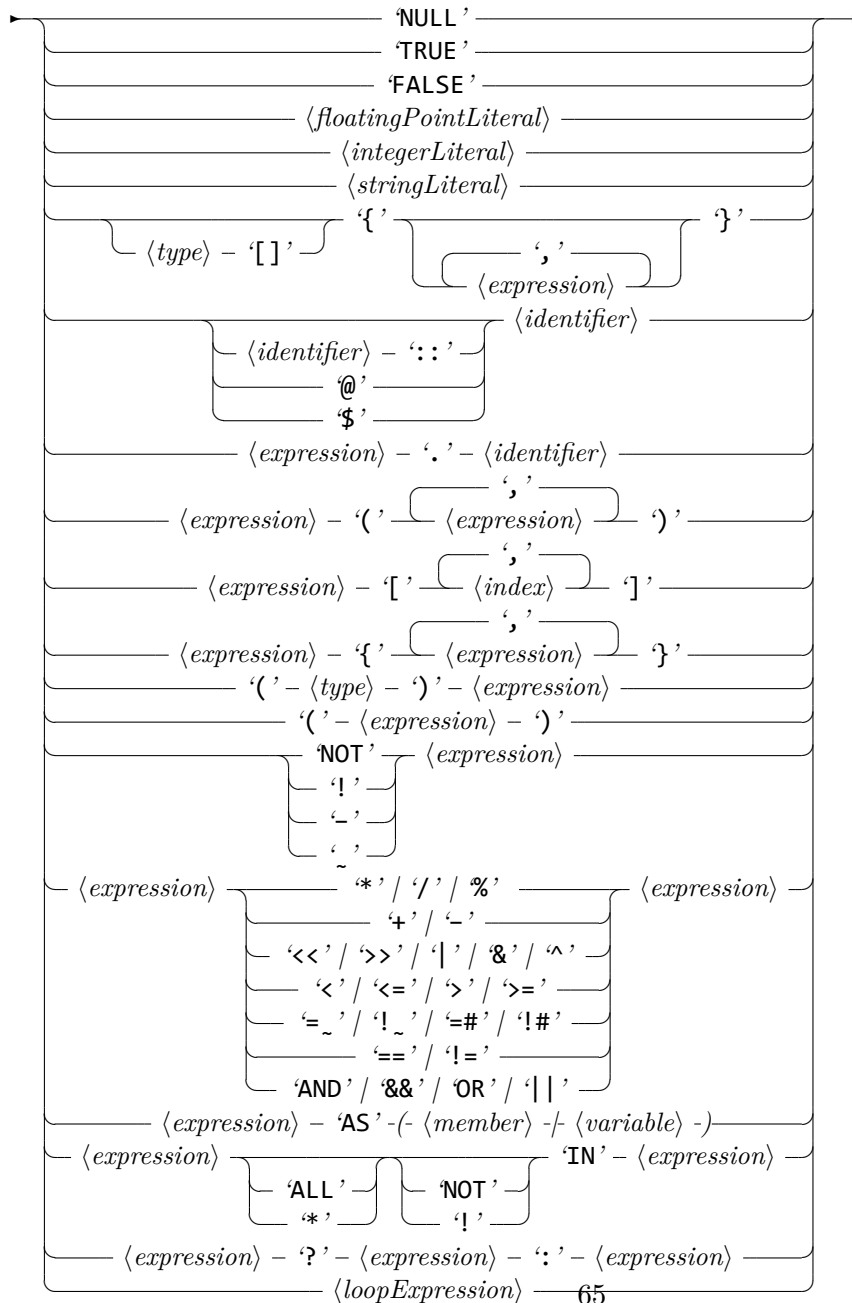 ‘NULL’
‘TRUE’
‘FALSE’
⟨floatingPointLiteral⟩
⟨integerLiteral⟩
⟨stringLiteral⟩
‘{’ ‘}’
⟨type⟩ – ‘[]’ ‘,’
⟨expression⟩
⟨identifier⟩
⟨identifier⟩ – ‘::’
‘@’
‘$’
⟨expression⟩ – ‘.’ – ⟨identifier⟩
‘,’
⟨expression⟩ – ‘(’ ⟨expression⟩ ‘)’
‘,’
⟨expression⟩ – ‘[’ ⟨index⟩ ‘]’
‘,’
⟨expression⟩ – ‘{’ ⟨expression⟩ ‘}’
‘(’ – ⟨type⟩ – ‘)’ – ⟨expression⟩
‘(’ – ⟨expression⟩ – ‘)’
‘NOT’ ⟨expression⟩
‘!’
‘–’
‘~’
⟨expression⟩ ‘*’ / ‘/’ / ‘%’ ⟨expression⟩
‘+’ / ‘–’
‘<<’ / ‘>>’ / ‘|’ / ‘&’ / ‘^’
‘<’ / ‘<=’ / ‘>’ / ‘>=’
‘=~’ / ‘!~’ / ‘=#’ / ‘!#’
‘==’ / ‘!=’
‘AND’ / ‘&&’ / ‘OR’ / ‘||’
⟨expression⟩ – ‘AS’ -(- ⟨member⟩ -/- ⟨variable⟩ -)
⟨expression⟩ ‘IN’ – ⟨expression⟩
‘ALL’ ‘NOT’
‘*’ ‘!’
⟨expression⟩ – ‘?’ – ⟨expression⟩ – ‘:’ – ⟨expression⟩
⟨loopExpression⟩
65